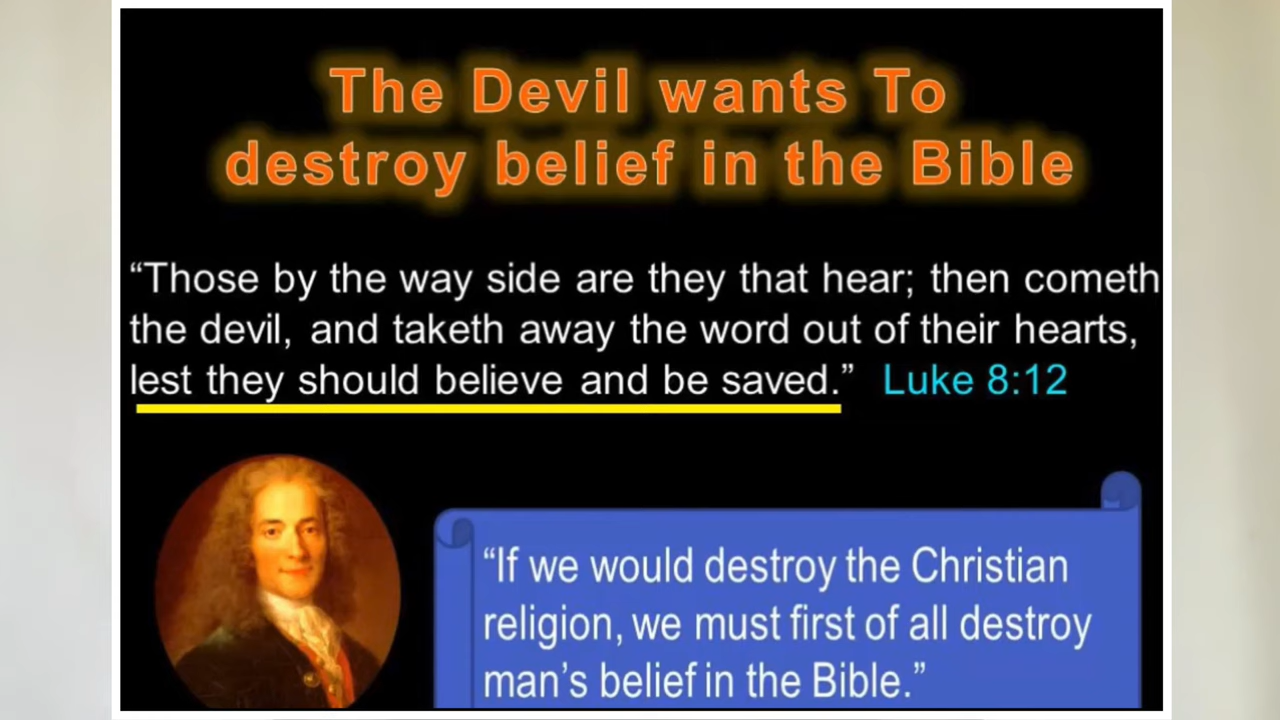 The Devil wants To
destroy belief in the Bible
“Those by the way side are they that hear; then cometh
the devil, and taketh away the word out of their hearts,
lest they should believe and be saved.” Luke 8:12
“If we would destroy the Christian
religion, we must first of all destroy
man’s belief in the Bible.”